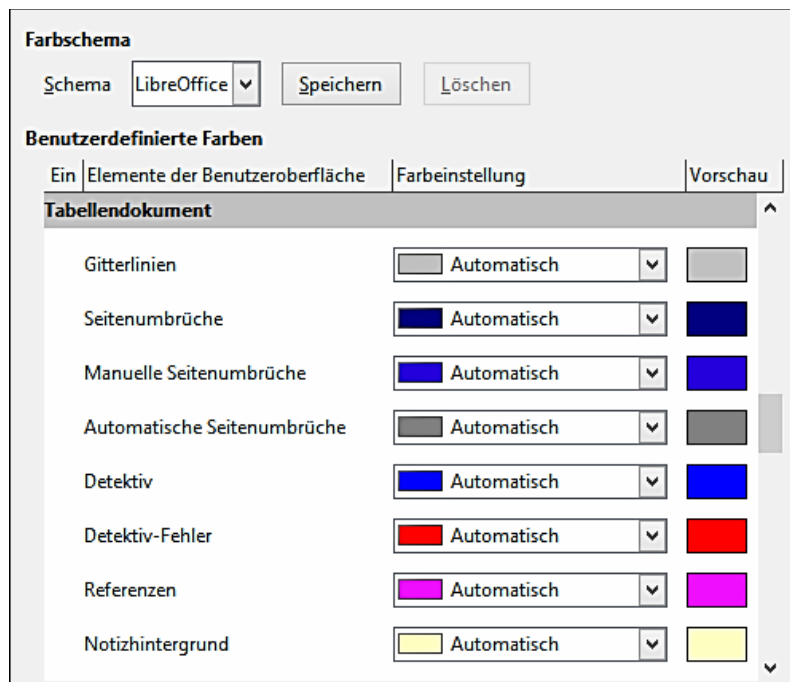 Farbschema
Schema LibreOffice Speichern Löschen
Benutzerdefinierte Farben
Ein Elemente der Benutzeroberfläche Farbeinstellung Vorschau
Tabellendokument
Gitterlinien Automatisch
Seitenumbrüche Automatisch
Manuelle Seitenumbrüche Automatisch
Automatische Seitenumbrüche Automatisch
Detektiv Automatisch
Detektiv-Fehler Automatisch
Referenzen Automatisch
Notizhintergrund Automatisch